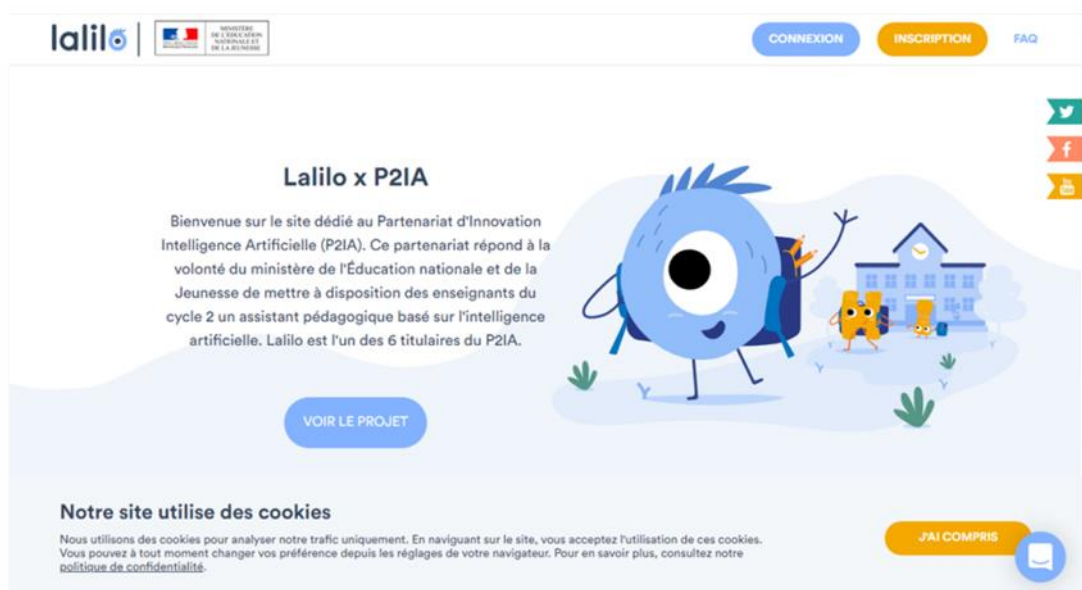 lalilo
MINISTÈRE
DE L'ÉDUCATION
NATIONALE ET
DE LA JEUNESSE
CONNEXION
INSCRIPTION
FAQ
Lalilo x P2IA
Bienvenue sur le site dédié au Partenariat d'Innovation
Intelligence Artificielle (P2IA). Ce partenariat répond à la
volonté du ministère de l'Éducation nationale et de la
Jeunesse de mettre à disposition des enseignants du
cycle 2 un assistant pédagogique basé sur l'intelligence
artificielle. Lalilo est l'un des 6 titulaires du P2IA.
VOIR LE PROJET
Notre site utilise des cookies
Nous utilisons des cookies pour analyser notre trafic uniquement. En naviguant sur le site, vous acceptez l'utilisation de ces cookies.
Vous pouvez à tout moment changer vos préférence depuis les réglages de votre navigateur. Pour en savoir plus, consultez notre
politique de confidentialité.
J'AI COMPRIS